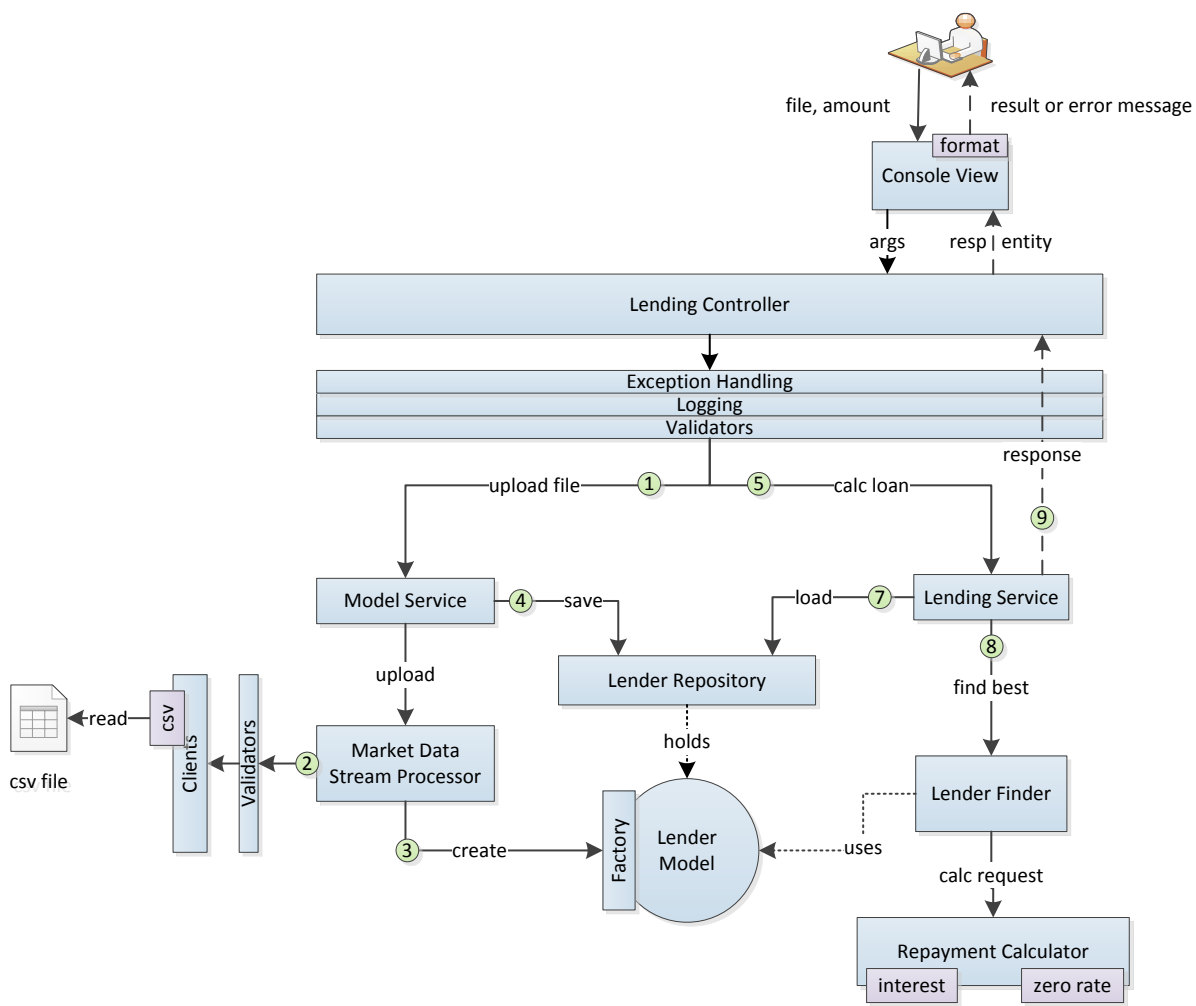 file, amount
result or error message
format
Console View
args
resp entity
Lending Controller
Exception Handling
Logging
Validators
response
upload file
1
5
calc loan
9
Model Service
4
save
load
7
Lending Service
8
upload
Lender Repository
find best
read
csv
Clients
Validators
2
Market Data
Stream Processor
holds
csv file
Lender Finder
3
create
Factory
Lender
Model
uses
calc request
Repayment Calculator
interest
zero rate